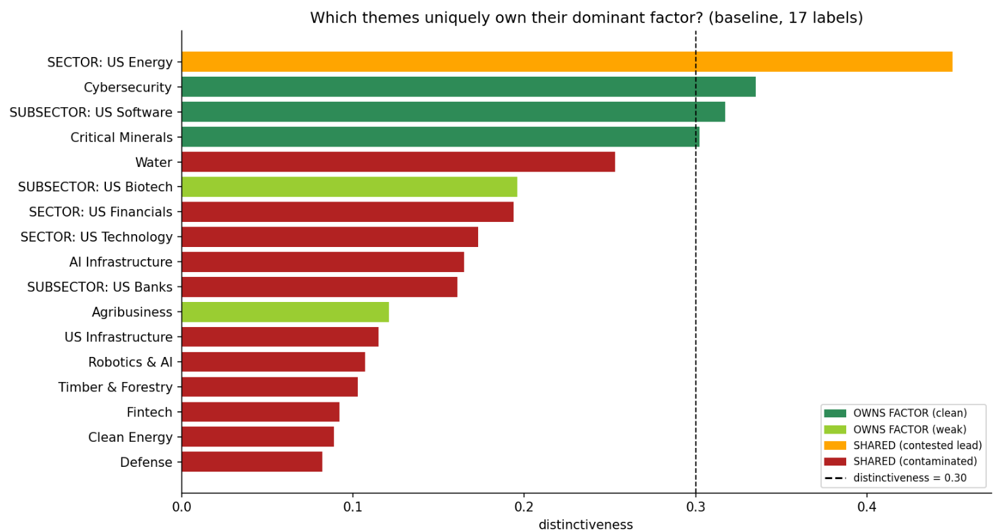 Which themes uniquely own their dominant factor? (baseline, 17 labels)
SECTOR: US Energy
Cybersecurity
SUBSECTOR: US Software
Critical Minerals
Water
SUBSECTOR: US Biotech
SECTOR: US Financials
SECTOR: US Technology
AI Infrastructure
SUBSECTOR: US Banks
Agribusiness
US Infrastructure
Robotics & AI
Timber & Forestry
Fintech
Clean Energy
Defense
OWNS FACTOR (clean)
OWNS FACTOR (weak)
SHARED (contested lead)
SHARED (contaminated)
distinctiveness = 0.30
0.0 0.1 0.2 0.3 0.4
distinctiveness